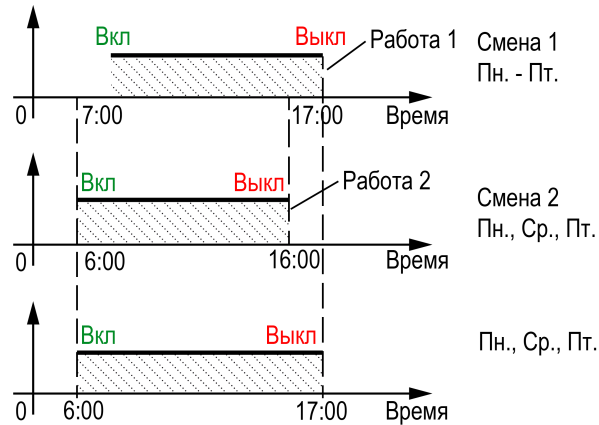 Вкл Выкл Работа 1 Смена 1
Пн. - Пт.
0 7:00 17:00 Время
Вкл Выкл Работа 2 Смена 2
Пн., Ср., Пт.
0 6:00 16:00 Время
Вкл Выкл Пн., Ср., Пт.
0 6:00 17:00 Время